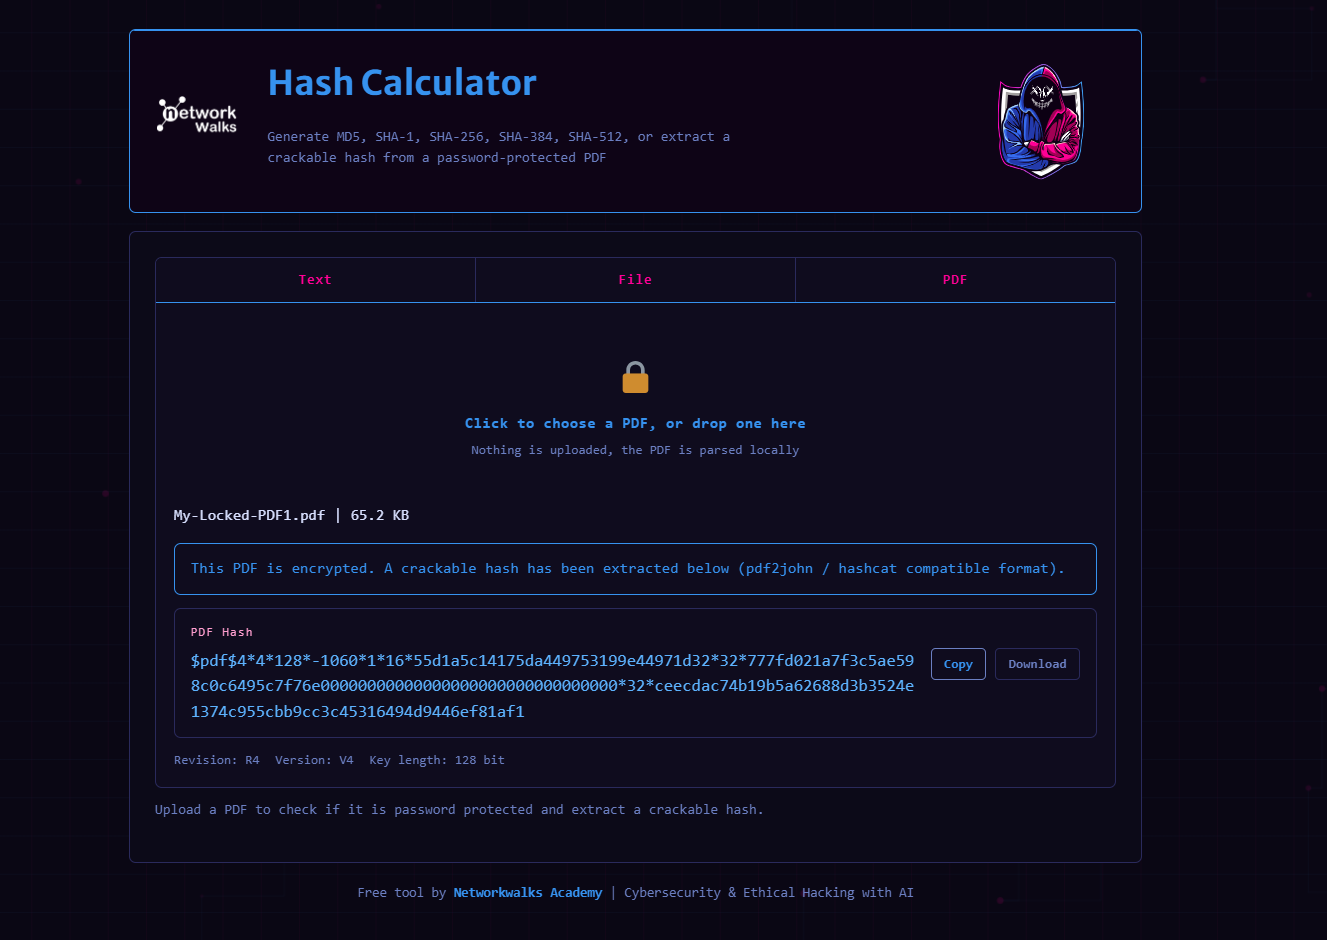 network
Walks
Hash Calculator
Generate MD5, SHA-1, SHA-256, SHA-384, SHA-512, or extract a
crackable hash from a password-protected PDF
Text
File
PDF
Click to choose a PDF, or drop one here
Nothing is uploaded, the PDF is parsed locally
My-Locked-PDF1.pdf | 65.2 KB
This PDF is encrypted. A crackable hash has been extracted below (pdf2john / hashcat compatible format).
PDF Hash
$pdf$4*4*128*-1060*1*16*55d1a5c14175da449753199e44971d32*32*777fd021a7f3c5ae59
8c0c6495c7f76e00000000000000000000000000000000*32*ceecdac74b19b5a62688d3b3524e
1374c955cbb9cc3c45316494d9446ef81af1
Copy
Download
Revision: R4 Version: V4 Key length: 128 bit
Upload a PDF to check if it is password protected and extract a crackable hash.
Free tool by Networkwalks Academy | Cybersecurity & Ethical Hacking with AI